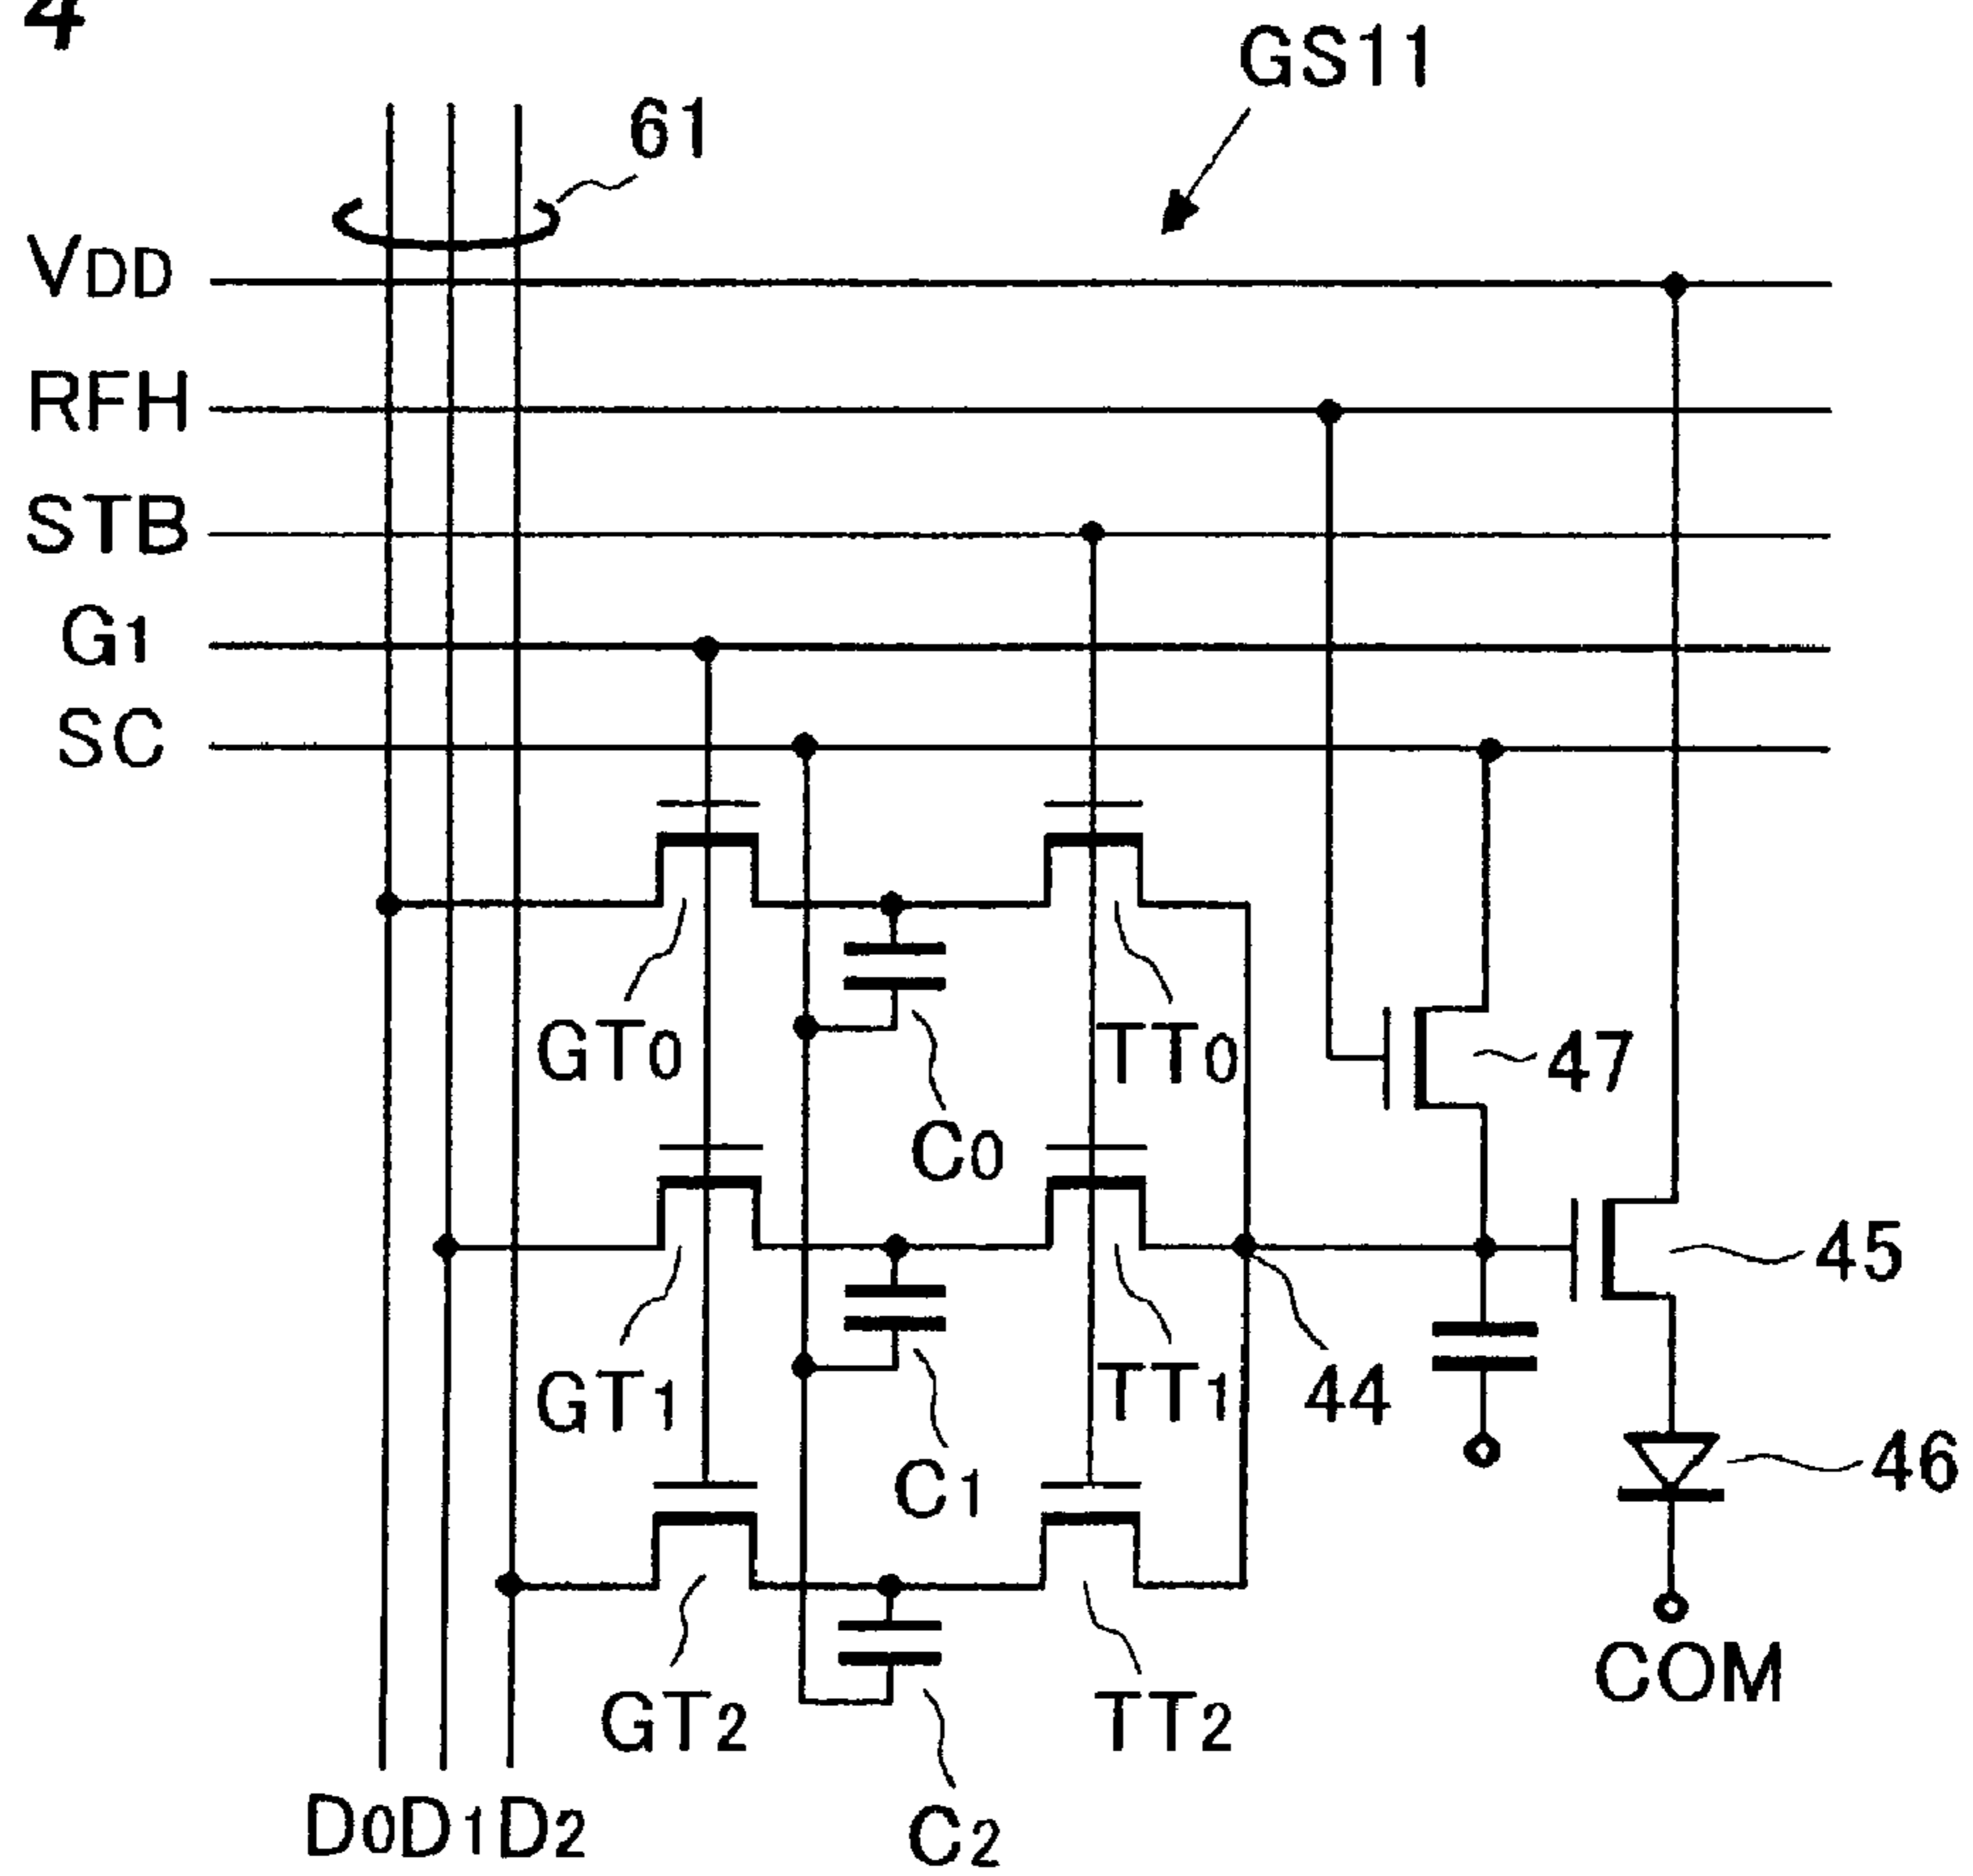 4
GS11
61
VDD
RFH
STB
G1
SC
GT0
TT0
47
C0
45
GT1
TT1
44
46
C1
COM
GT2
TT2
D0D1D2
C2